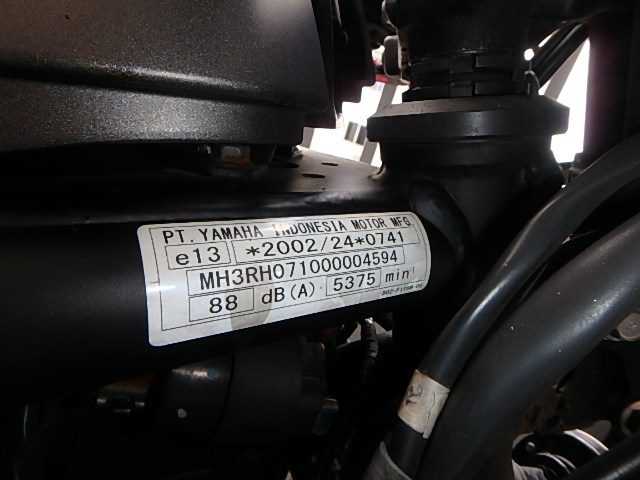 PT. YAMAHA INDONESIA MOTOR MFG.
e13 *2002/24*0741
MH3RH071000004594
88 dB(A) 5375 min⁻¹